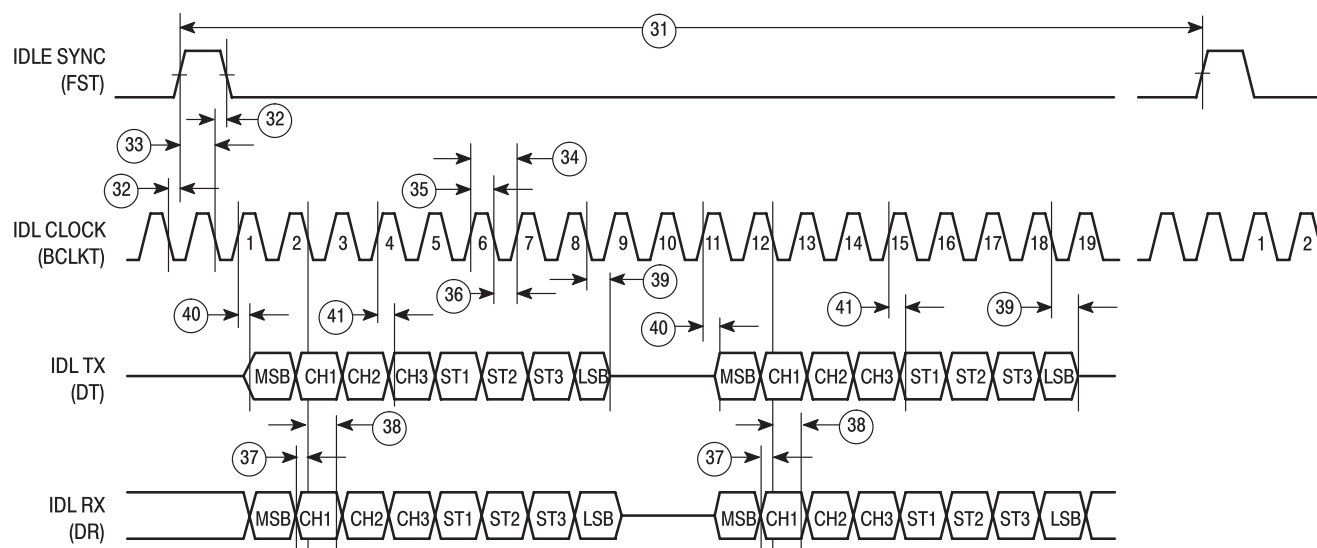 31
IDLE SYNC
(FST)
32
33
34
35
32
IDL CLOCK
(BCLKT)
1 2 3 4 5 6 7 8 9 10 11 12 13 14 15 16 17 18 19 1 2
36
39
40
41
41
39
40
IDL TX
(DT)
MSB CH1 CH2 CH3 ST1 ST2 ST3 LSB MSB CH1 CH2 CH3 ST1 ST2 ST3 LSB
38
38
37
37
IDL RX
(DR)
MSB CH1 CH2 CH3 ST1 ST2 ST3 LSB MSB CH1 CH2 CH3 ST1 ST2 ST3 LSB